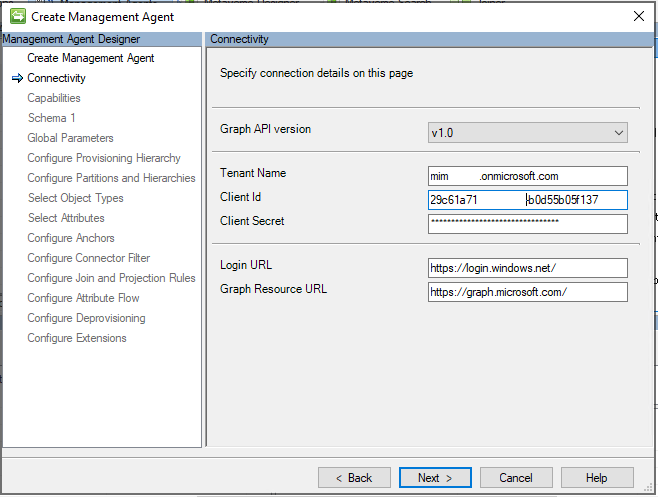 Create Management Agent
Management Agent Designer
Create Management Agent
Connectivity
Capabilities
Schema 1
Global Parameters
Configure Provisioning Hierarchy
Configure Partitions and Hierarchies
Select Object Types
Select Attributes
Configure Anchors
Configure Connector Filter
Configure Join and Projection Rules
Configure Attribute Flow
Configure Deprovisioning
Configure Extensions
Connectivity
Specify connection details on this page
Graph API version v1.0
Tenant Name mim .onmicrosoft.com
Client Id 29c61a71 -b0d55b05f137
Client Secret ********************************
Login URL https://login.windows.net/
Graph Resource URL https://graph.microsoft.com/
< Back Next > Cancel Help